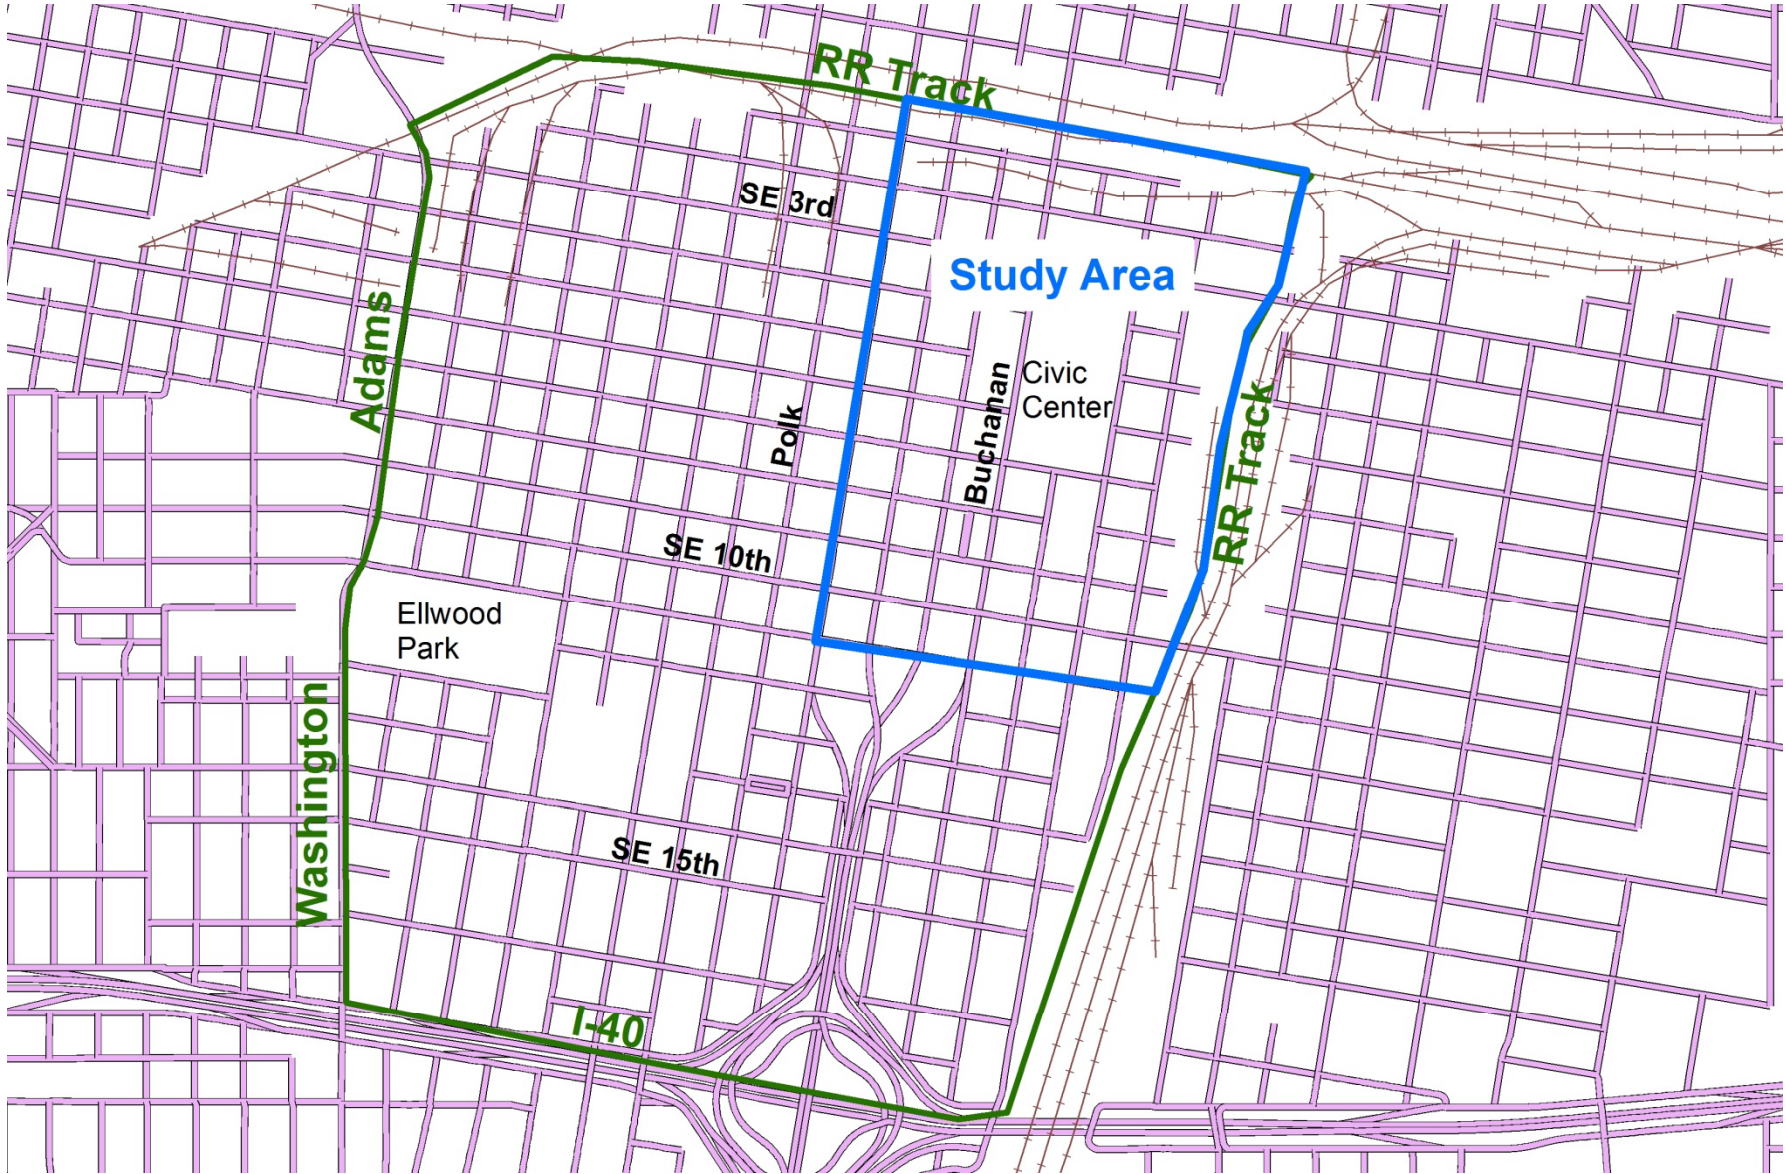 RR Track
SE 3rd
Study Area
Adams
Civic
Center
Buchanan
Polk
RR Track
SE 10th
Ellwood
Park
Washington
SE 15th
I-40